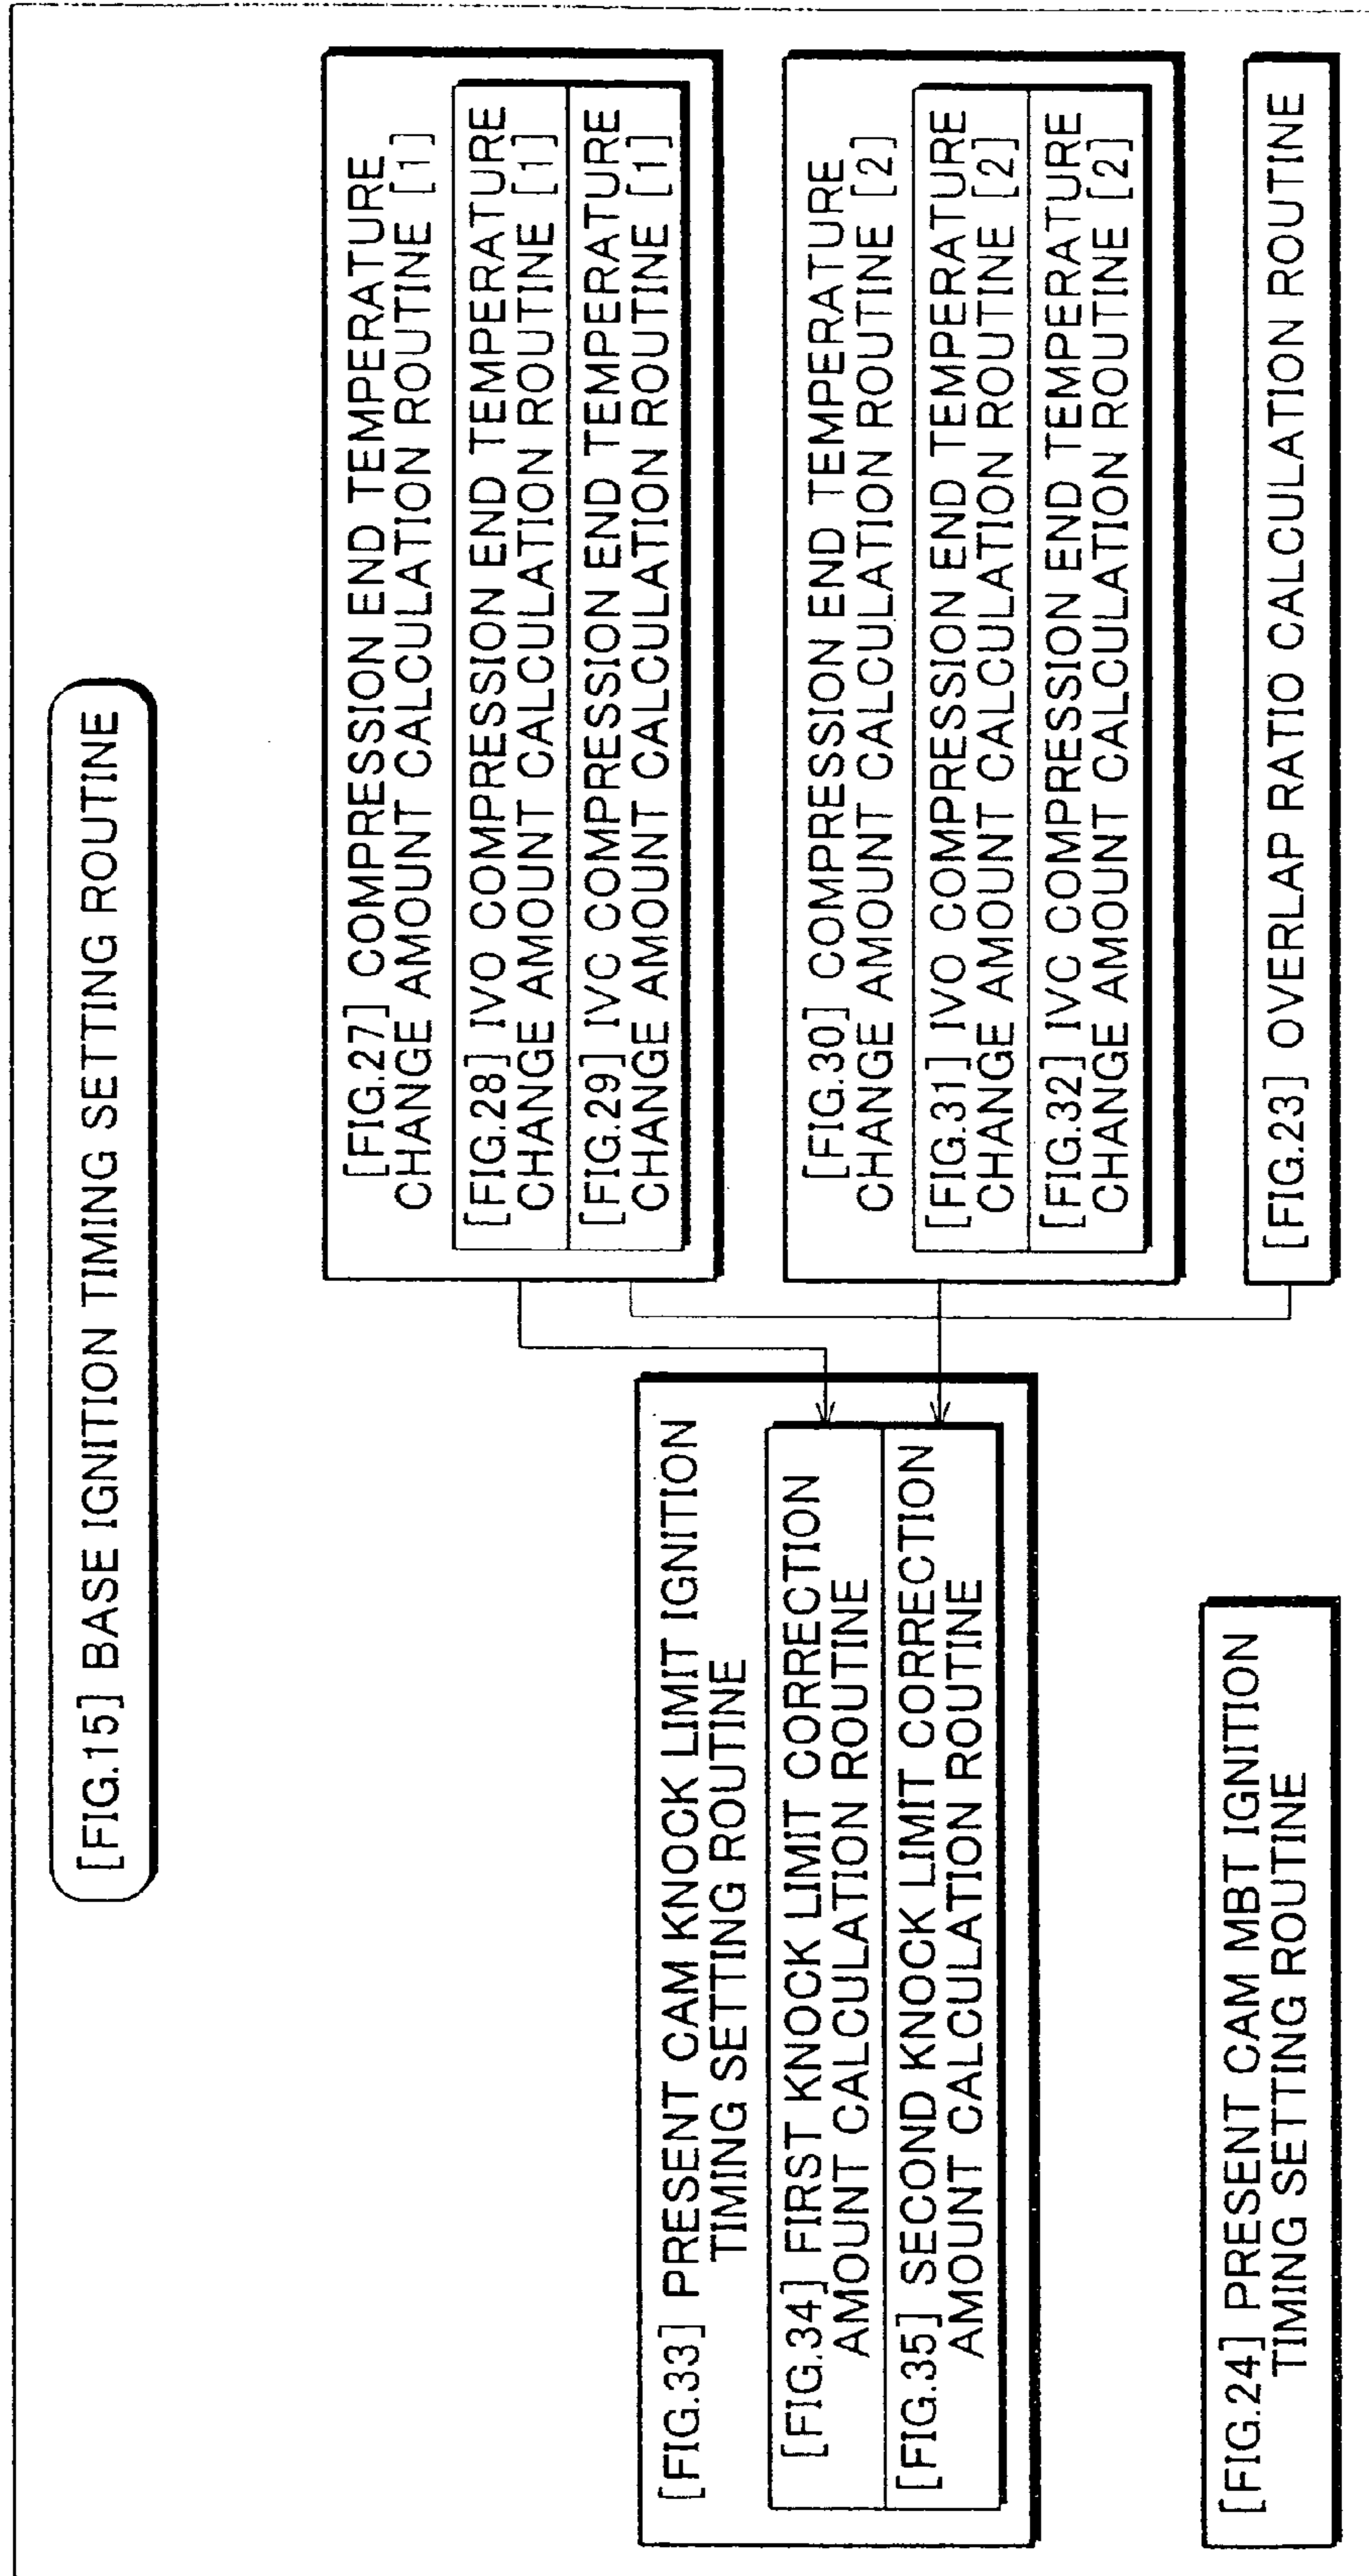 [FIG.15] BASE IGNITION TIMING SETTING ROUTINE
[FIG.33] PRESENT CAM KNOCK LIMIT IGNITION
TIMING SETTING ROUTINE
[FIG.34] FIRST KNOCK LIMIT CORRECTION
AMOUNT CALCULATION ROUTINE
[FIG.35] SECOND KNOCK LIMIT CORRECTION
AMOUNT CALCULATION ROUTINE
[FIG.24] PRESENT CAM MBT IGNITION
TIMING SETTING ROUTINE
[FIG.27] COMPRESSION END TEMPERATURE
CHANGE AMOUNT CALCULATION ROUTINE [1]
[FIG.28] IVO COMPRESSION END TEMPERATURE
CHANGE AMOUNT CALCULATION ROUTINE [1]
[FIG.29] IVC COMPRESSION END TEMPERATURE
CHANGE AMOUNT CALCULATION ROUTINE [1]
[FIG.30] COMPRESSION END TEMPERATURE
CHANGE AMOUNT CALCULATION ROUTINE [2]
[FIG.31] IVO COMPRESSION END TEMPERATURE
CHANGE AMOUNT CALCULATION ROUTINE [2]
[FIG.32] IVC COMPRESSION END TEMPERATURE
CHANGE AMOUNT CALCULATION ROUTINE [2]
[FIG.23] OVERLAP RATIO CALCULATION ROUTINE